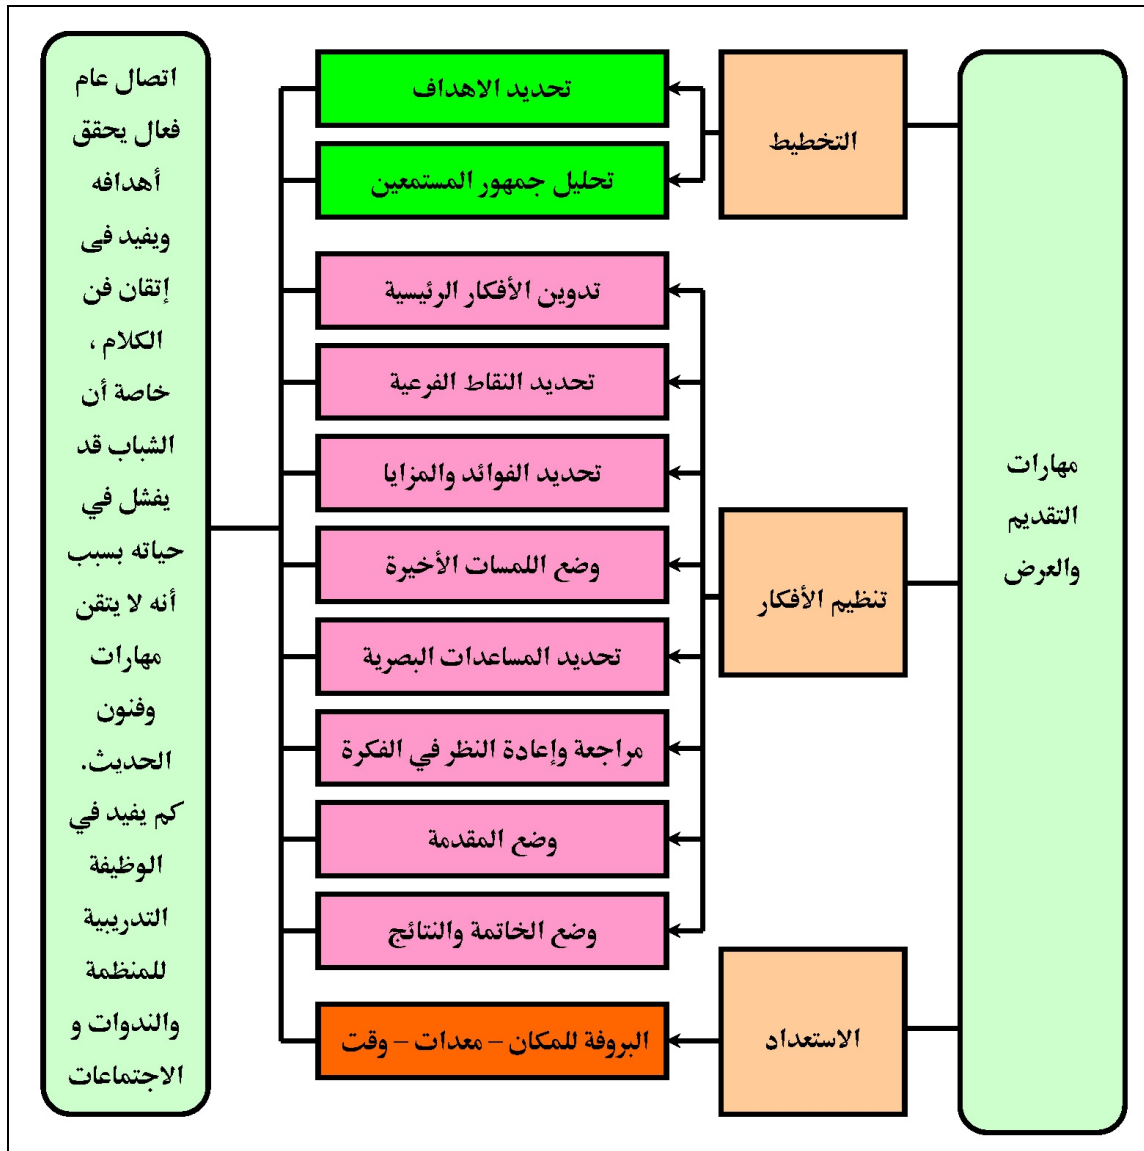 مهارات
التقديم
والعرض
التخطيط
تحديد الاهداف
تحليل جمهور المستمعين
تنظيم الأفكار
تدوين الأفكار الرئيسية
تحديد النقاط الفرعية
تحديد الفوائد والمزايا
وضع اللمسات الأخيرة
تحديد المساعدات البصرية
مراجعة وإعادة النظر في الفكرة
وضع المقدمة
وضع الخاتمة والنتائج
الاستعداد
البروفة للمكان – معدات – وقت
اتصال عام
فعال يحقق
أهدافه
ويفيد فى
إتقان فن
الكلام ،
خاصة أن
الشباب قد
يفشل في
حياته بسبب
أنه لا يتقن
مهارات
وفنون
الحديث.
كم يفيد في
الوظيفة
التدريبية
للمنظمة
والندوات و
الاجتماعات